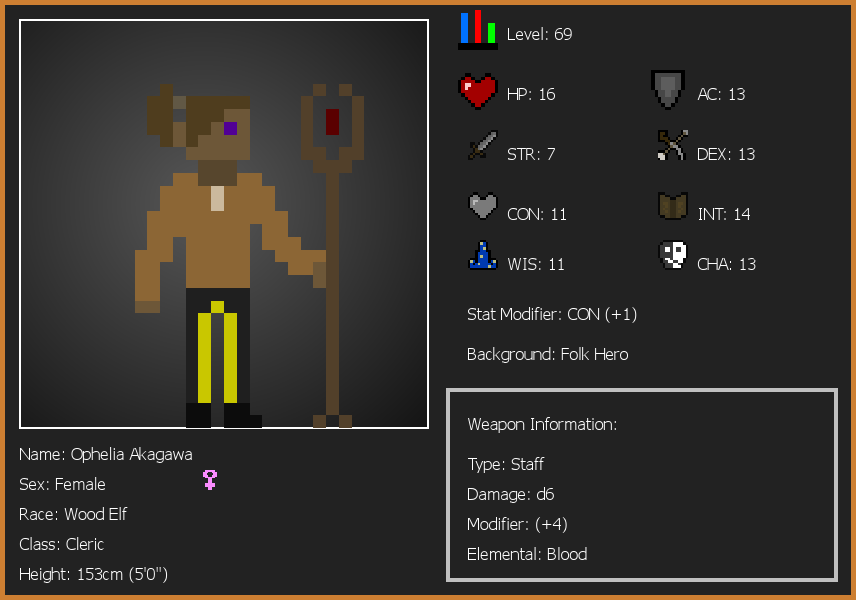 Level: 69
HP: 16
AC: 13
STR: 7
DEX: 13
CON: 11
INT: 14
WIS: 11
CHA: 13
Stat Modifier: CON (+1)
Background: Folk Hero
Weapon Information:
Type: Staff
Damage: d6
Modifier: (+4)
Elemental: Blood
Name: Ophelia Akagawa
Sex: Female
Race: Wood Elf
Class: Cleric
Height: 153cm (5'0")